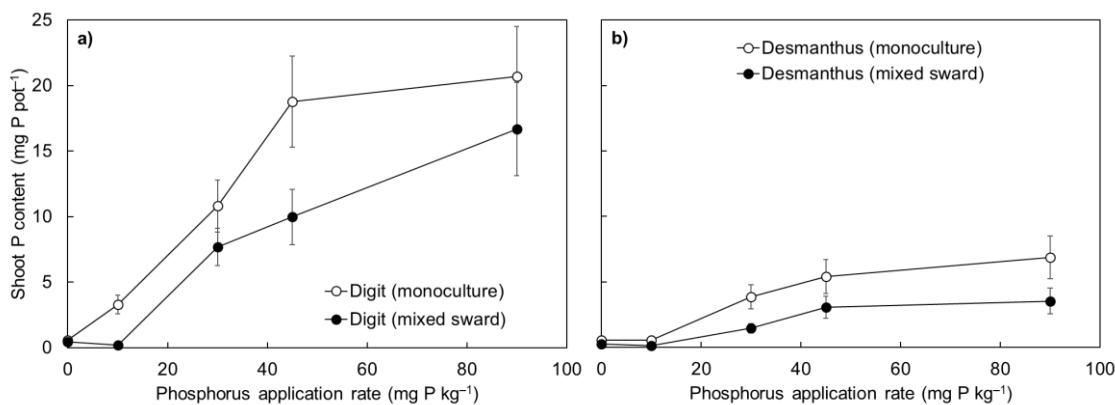 a)
Digit (monoculture)
Digit (mixed sward)
Shoot P content (mg P pot⁻¹)
25
20
15
10
5
0
0 20 40 60 80 100
Phosphorus application rate (mg P kg⁻¹)
b)
Desmanthus (monoculture)
Desmanthus (mixed sward)
0 20 40 60 80 100
Phosphorus application rate (mg P kg⁻¹)